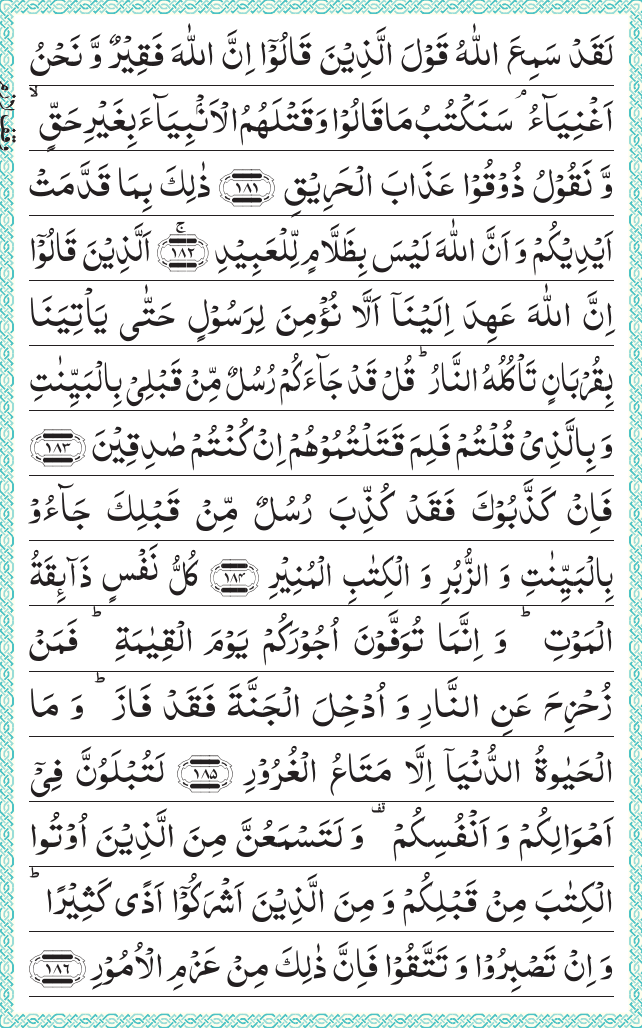 لَقَدْ سَمِعَ اللّٰهُ قَوْلَ الَّذِيْنَ قَالُوْۤا اِنَّ اللّٰهَ فَقِيْرٌ وَّ نَحْنُ
اَغْنِيَآءُ ۘ سَنَكْتُبُ مَا قَالُوْا وَ قَتْلَهُمُ الْاَنْۢبِيَآءَ بِغَيْرِ حَقٍّ ۙ
وَّ نَقُوْلُ ذُوْقُوْا عَذَابَ الْحَرِيْقِ ۝۱۸۱ ذٰلِكَ بِمَا قَدَّمَتْ
اَيْدِيْكُمْ وَ اَنَّ اللّٰهَ لَيْسَ بِظَلَّامٍ لِّلْعَبِيْدِ ۝۱۸۲ۚ اَلَّذِيْنَ قَالُوْۤا
اِنَّ اللّٰهَ عَهِدَ اِلَيْنَاۤ اَلَّا نُؤْمِنَ لِرَسُوْلٍ حَتّٰى يَاْتِيَنَا
بِقُرْبَانٍ تَاْكُلُهُ النَّارُ ؕ قُلْ قَدْ جَآءَكُمْ رُسُلٌ مِّنْ قَبْلِيْ بِالْبَيِّنٰتِ
وَ بِالَّذِيْ قُلْتُمْ فَلِمَ قَتَلْتُمُوْهُمْ اِنْ كُنْتُمْ صٰدِقِيْنَ ۝۱۸۳
فَاِنْ كَذَّبُوْكَ فَقَدْ كُذِّبَ رُسُلٌ مِّنْ قَبْلِكَ جَآءُوْ
بِالْبَيِّنٰتِ وَ الزُّبُرِ وَ الْكِتٰبِ الْمُنِيْرِ ۝۱۸۴ كُلُّ نَفْسٍ ذَآىِٕقَةُ
الْمَوْتِ ؕ وَ اِنَّمَا تُوَفَّوْنَ اُجُوْرَكُمْ يَوْمَ الْقِيٰمَةِ ؕ فَمَنْ
زُحْزِحَ عَنِ النَّارِ وَ اُدْخِلَ الْجَنَّةَ فَقَدْ فَازَ ؕ وَ مَا
الْحَيٰوةُ الدُّنْيَاۤ اِلَّا مَتَاعُ الْغُرُوْرِ ۝۱۸۵ لَتُبْلَوُنَّ فِيْۤ
اَمْوَالِكُمْ وَ اَنْفُسِكُمْ ۫ وَ لَتَسْمَعُنَّ مِنَ الَّذِيْنَ اُوْتُوا
الْكِتٰبَ مِنْ قَبْلِكُمْ وَ مِنَ الَّذِيْنَ اَشْرَكُوْۤا اَذًى كَثِيْرًا ؕ
وَ اِنْ تَصْبِرُوْا وَ تَتَّقُوْا فَاِنَّ ذٰلِكَ مِنْ عَزْمِ الْاُمُوْرِ ۝۱۸۶